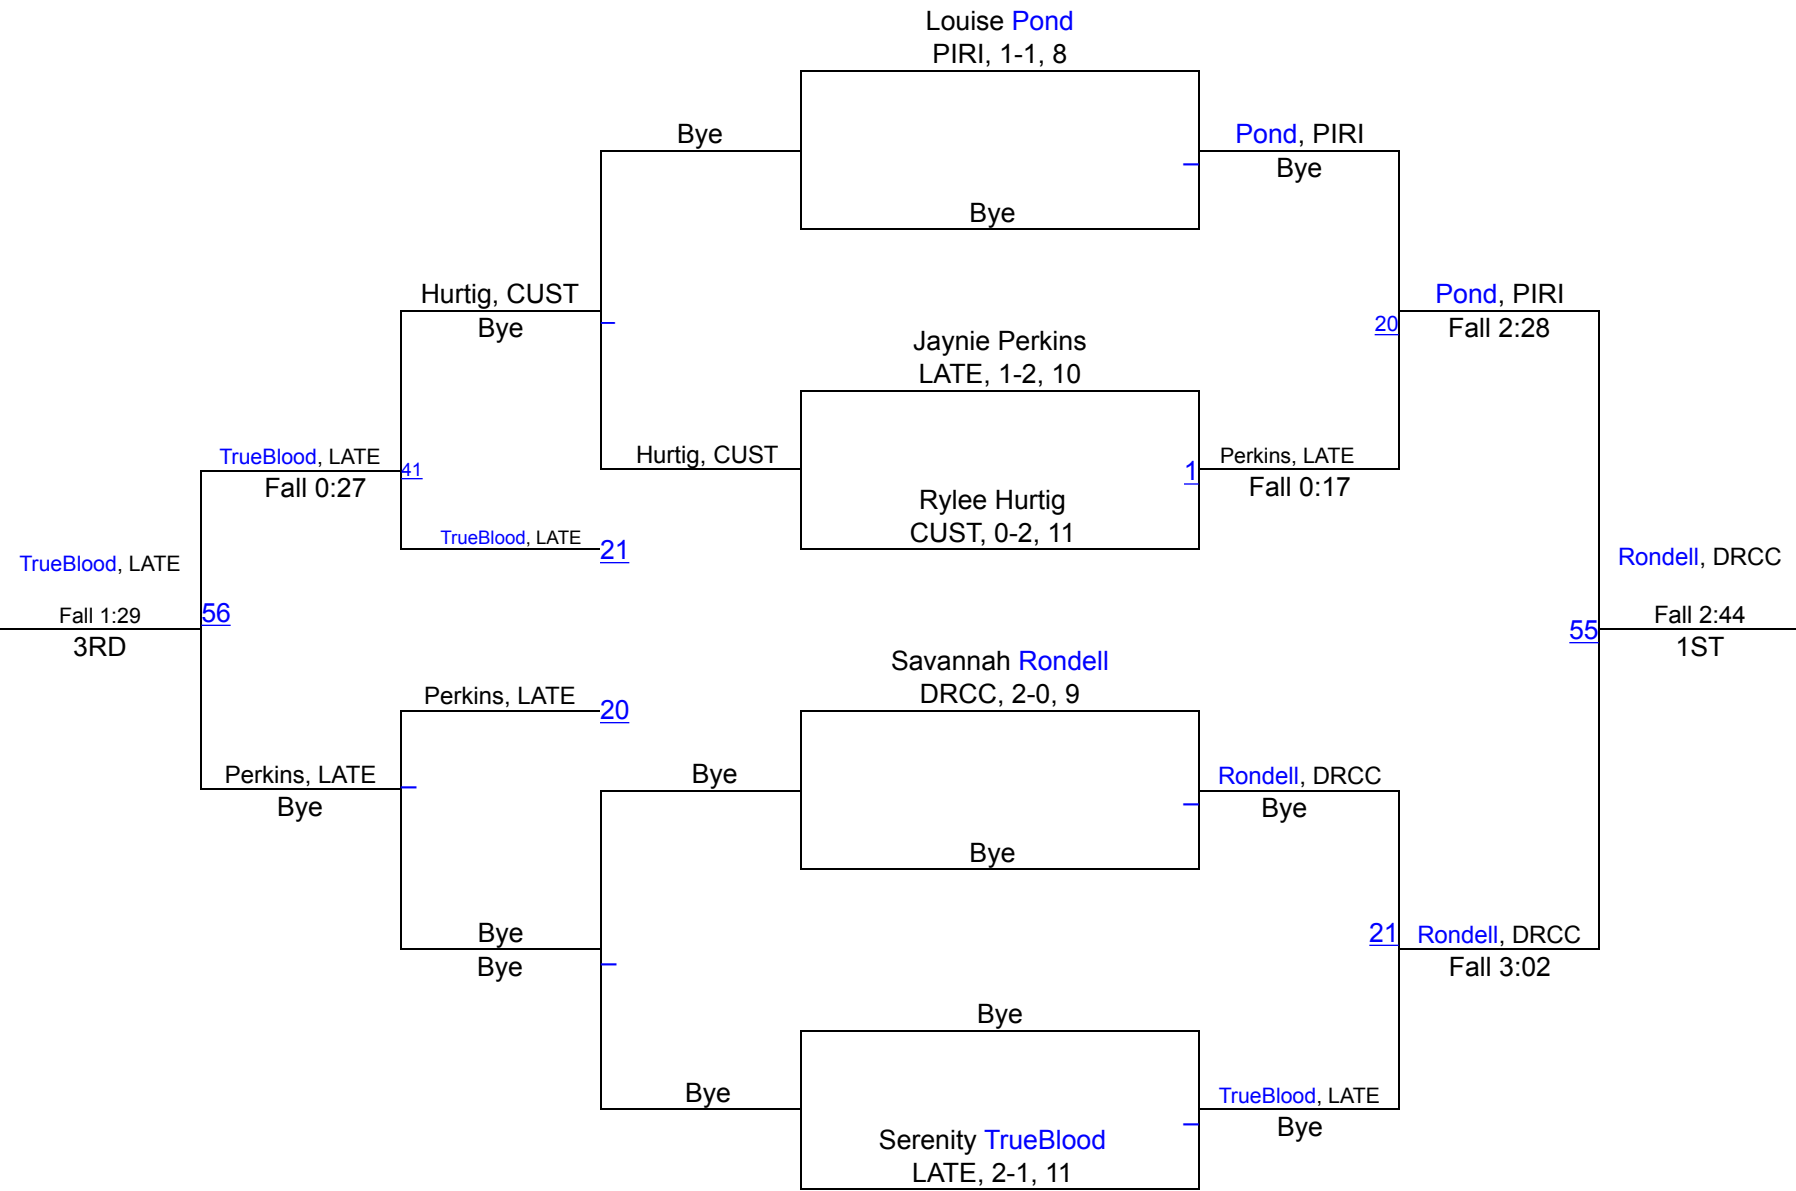 Louise Pond
PIRI, 1-1, 8
Bye
Pond, PIRI
Bye
Bye
Hurtig, CUST
Bye
Pond, PIRI
20
Fall 2:28
Jaynie Perkins
LATE, 1-2, 10
TrueBlood, LATE
41
Fall 0:27
Hurtig, CUST
1
Perkins, LATE
Fall 0:17
Rylee Hurtig
CUST, 0-2, 11
TrueBlood, LATE
21
TrueBlood, LATE
Rondell, DRCC
Fall 1:29
56
3RD
55
Fall 2:44
1ST
Savannah Rondell
DRCC, 2-0, 9
Perkins, LATE
20
Perkins, LATE
Bye
Bye
Rondell, DRCC
Bye
Bye
Bye
Bye
21
Rondell, DRCC
Fall 3:02
Bye
Bye
TrueBlood, LATE
Bye
Serenity TrueBlood
LATE, 2-1, 11